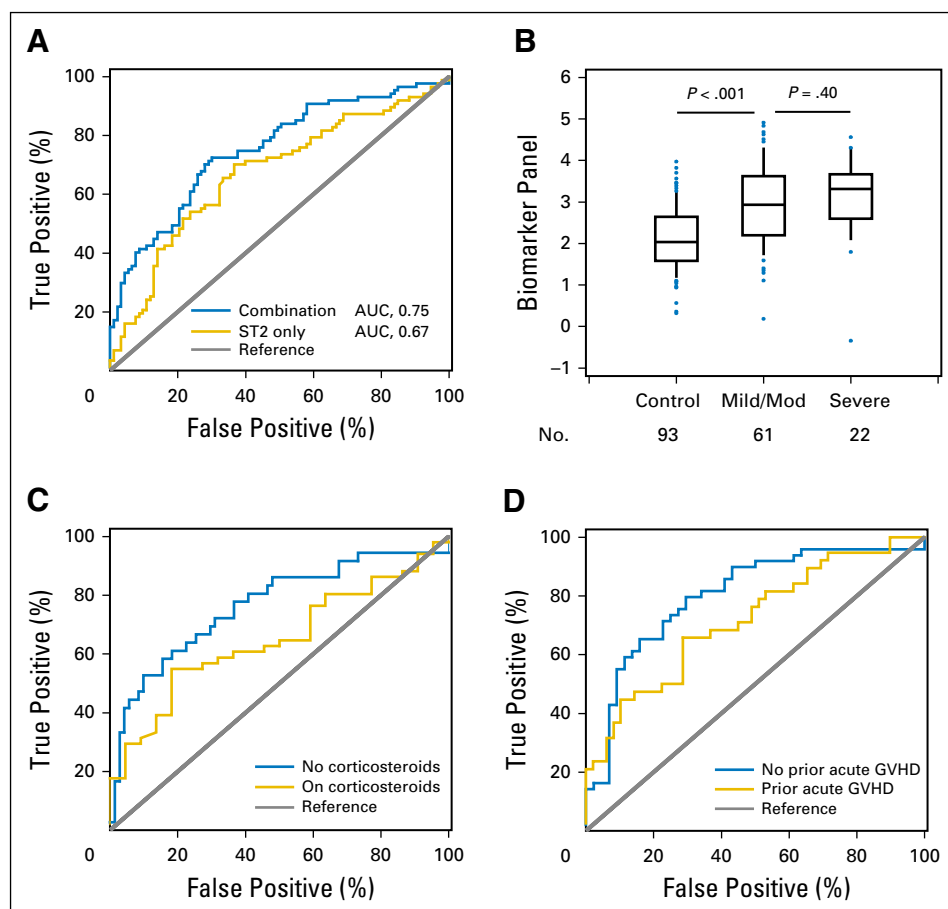 A
100
80
60
40
20
0
20
40
60
80
100
True Positive (%)
False Positive (%)
Combination AUC, 0.75
ST2 only AUC, 0.67
Reference
B
6
5
4
3
2
1
0
–1
Biomarker Panel
P < .001
P = .40
Control Mild/Mod Severe
No. 93 61 22
C
100
80
60
40
20
0
20
40
60
80
100
True Positive (%)
False Positive (%)
No corticosteroids
On corticosteroids
Reference
D
100
80
60
40
20
0
20
40
60
80
100
True Positive (%)
False Positive (%)
No prior acute GVHD
Prior acute GVHD
Reference